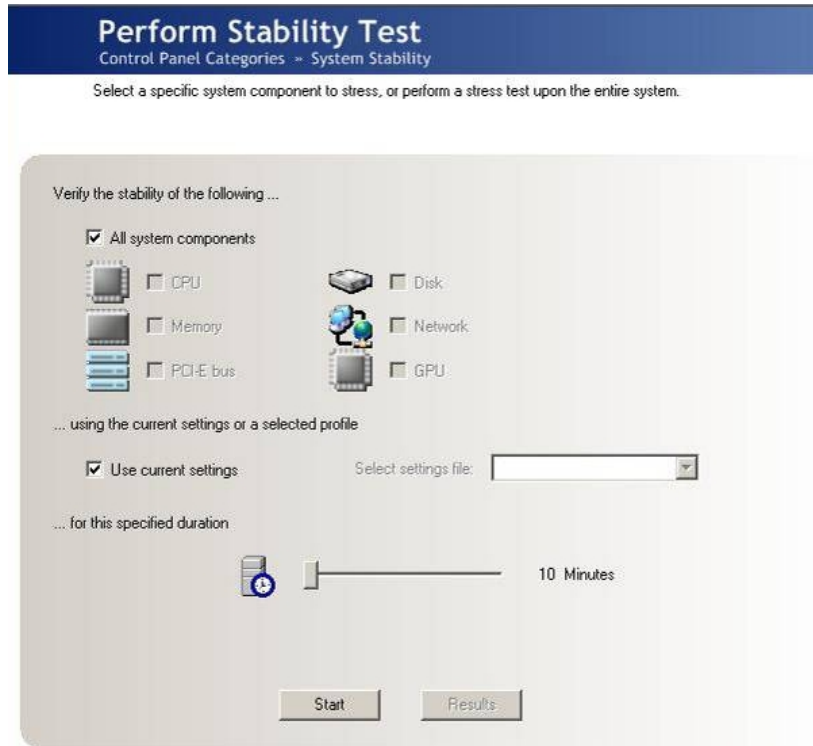 Perform Stability Test
Control Panel Categories » System Stability
Select a specific system component to stress, or perform a stress test upon the entire system.
Verify the stability of the following ...
All system components
CPU
Disk
Memory
Network
PCI-E bus
GPU
... using the current settings or a selected profile
Use current settings
Select settings file:
... for this specified duration
10 Minutes
Start
Results